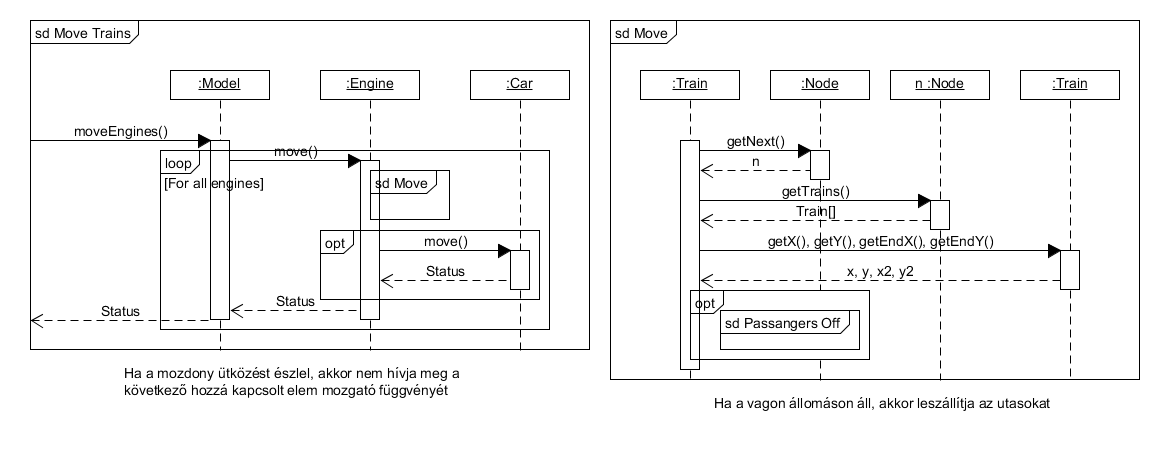 sd Move Trains
:Model
:Engine
:Car
moveEngines()
move()
loop
[For all engines]
sd Move
opt
move()
Status
Status
Status
Ha a mozdony ütközést észlel, akkor nem hívja meg a
következő hozzá kapcsolt elem mozgató függvényét
sd Move
:Train
:Node
n :Node
:Train
getNext()
n
getTrains()
Train[]
getX(), getY(), getEndX(), getEndY()
x, y, x2, y2
opt
sd Passangers Off
Ha a vagon állomáson áll, akkor leszállítja az utasokat